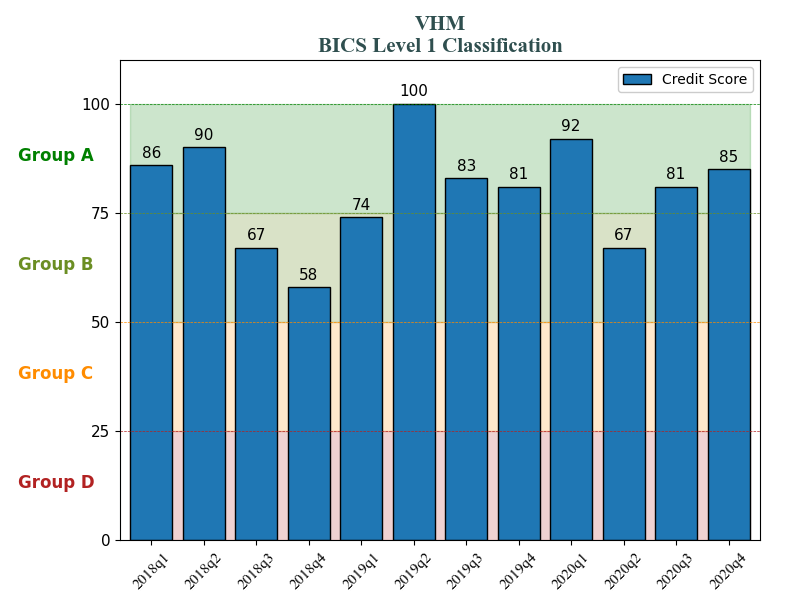 VHM
BICS Level 1 Classification
Credit Score
100
75
50
25
0
Group A
Group B
Group C
Group D
86
90
67
58
74
100
83
81
92
67
81
85
2018q1
2018q2
2018q3
2018q4
2019q1
2019q2
2019q3
2019q4
2020q1
2020q2
2020q3
2020q4